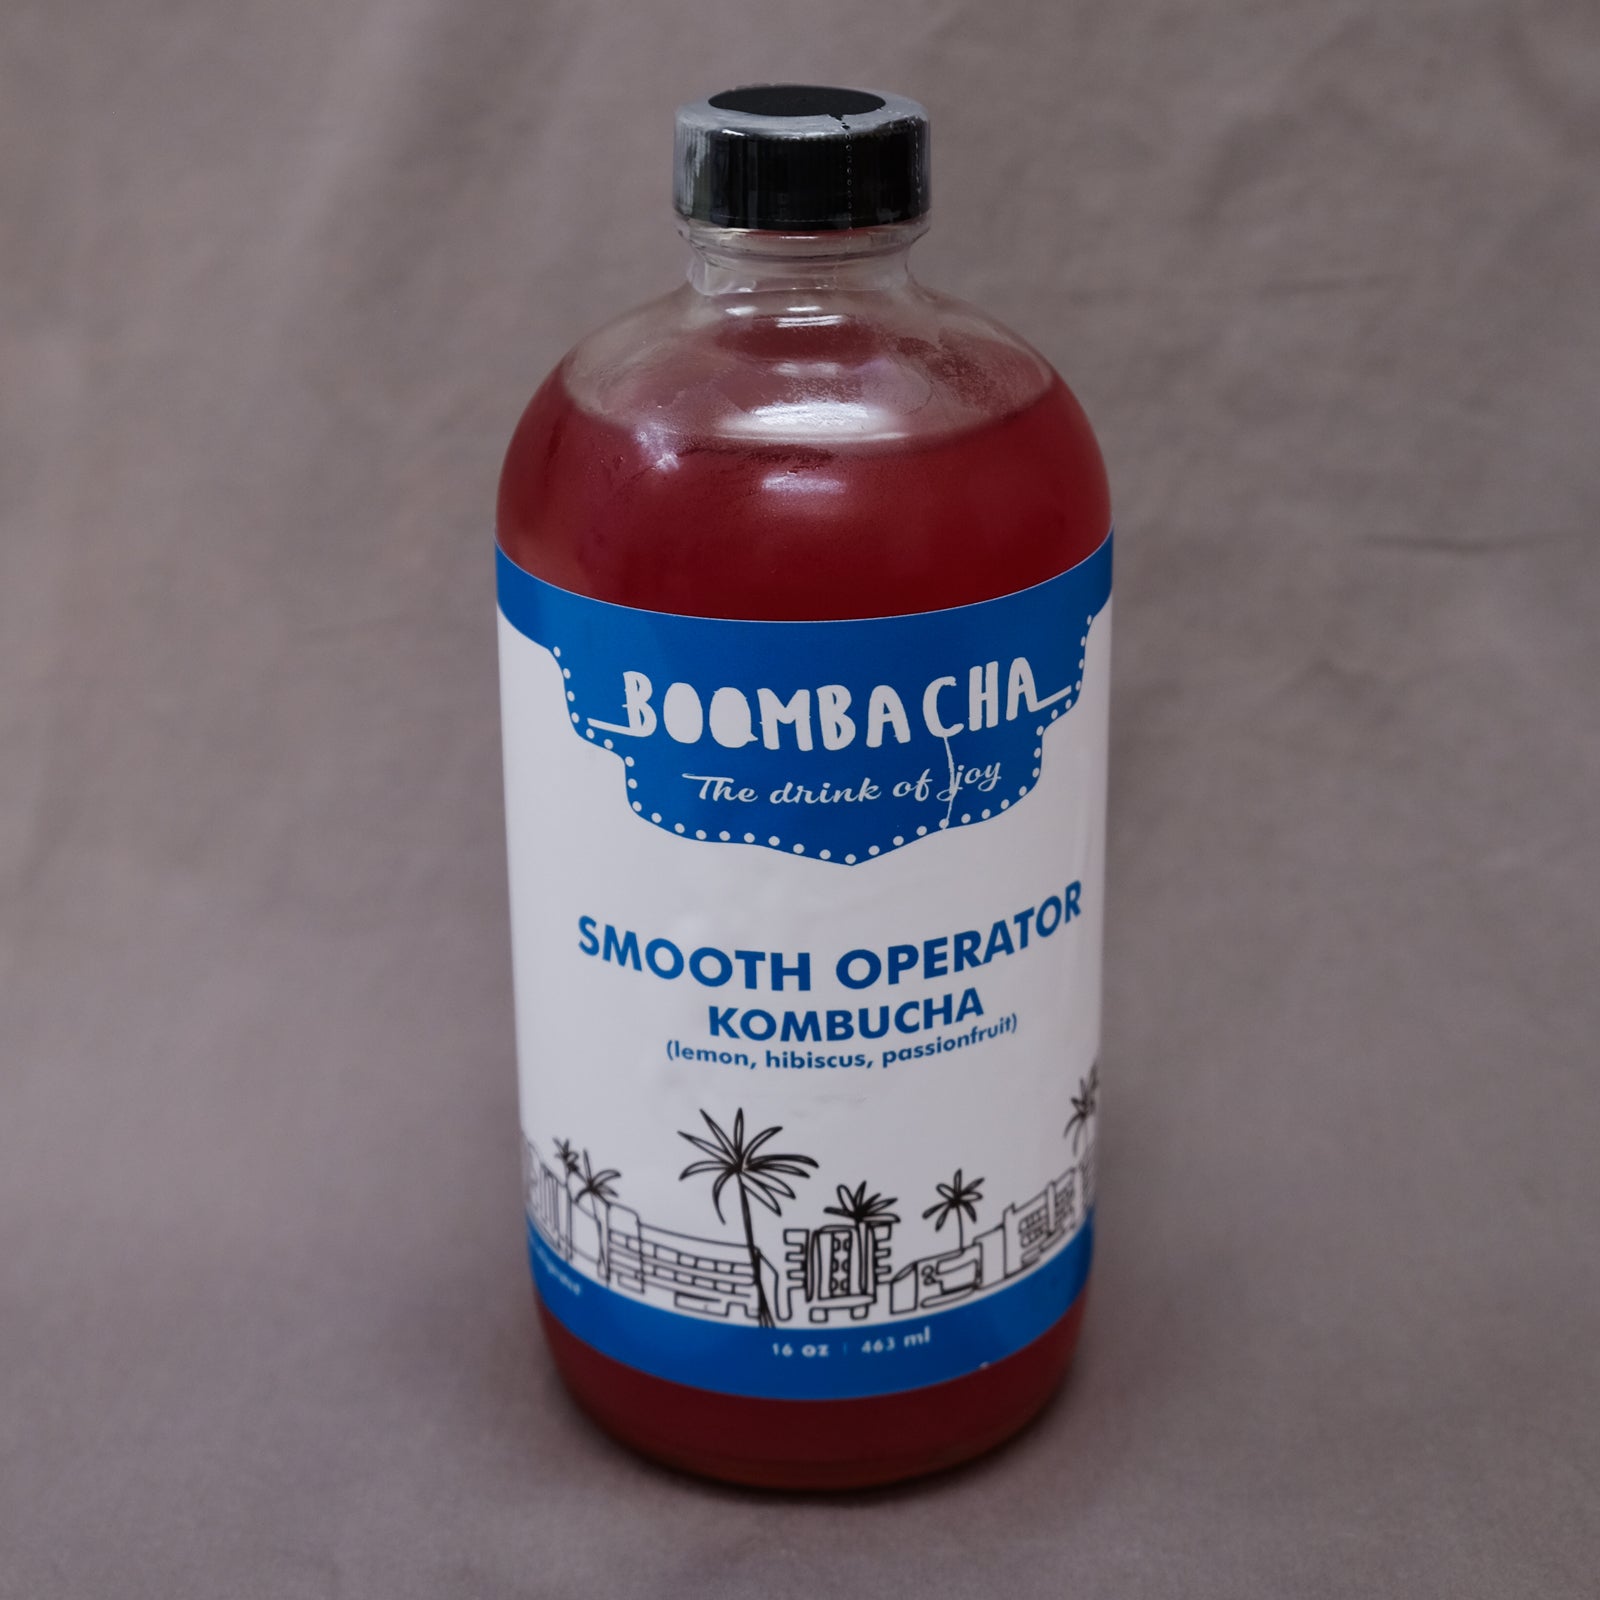 BOOMBACHA
The drink of joy
SMOOTH OPERATOR
KOMBUCHA
(lemon, hibiscus, passionfruit)
16 oz | 463 ml